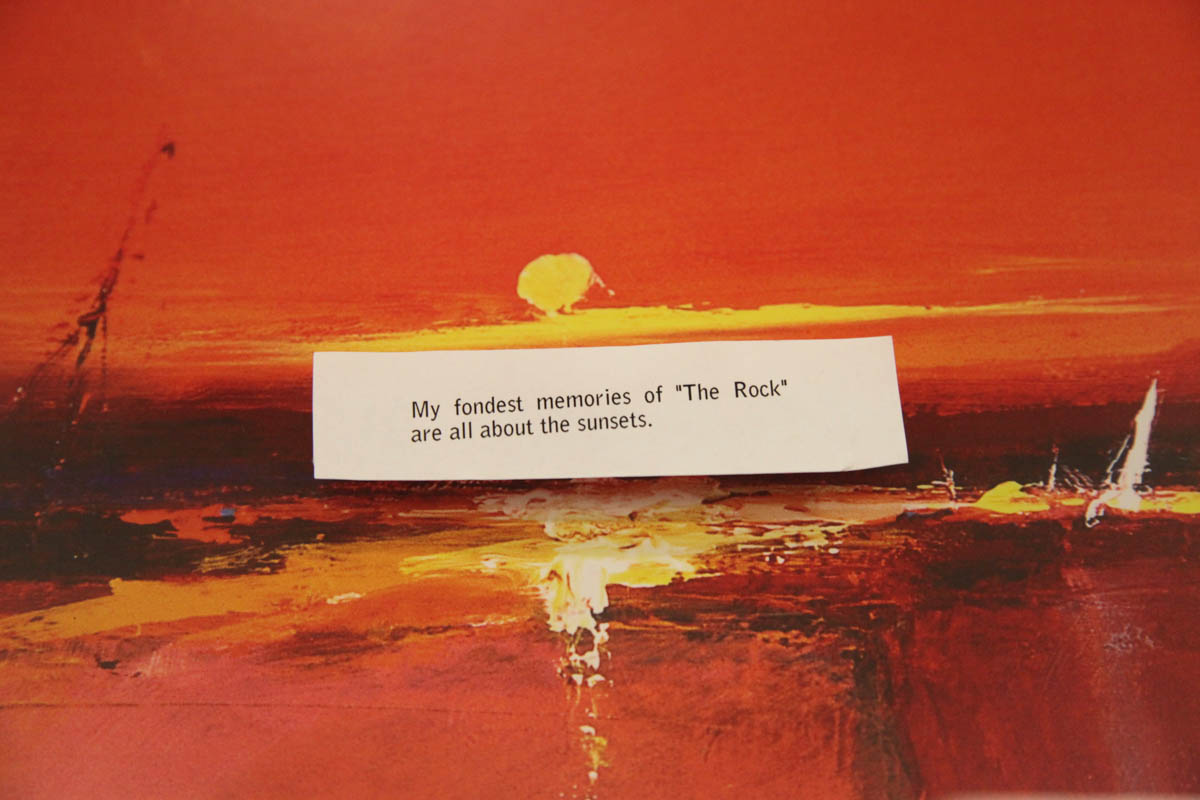 My fondest memories of "The Rock"
are all about the sunsets.